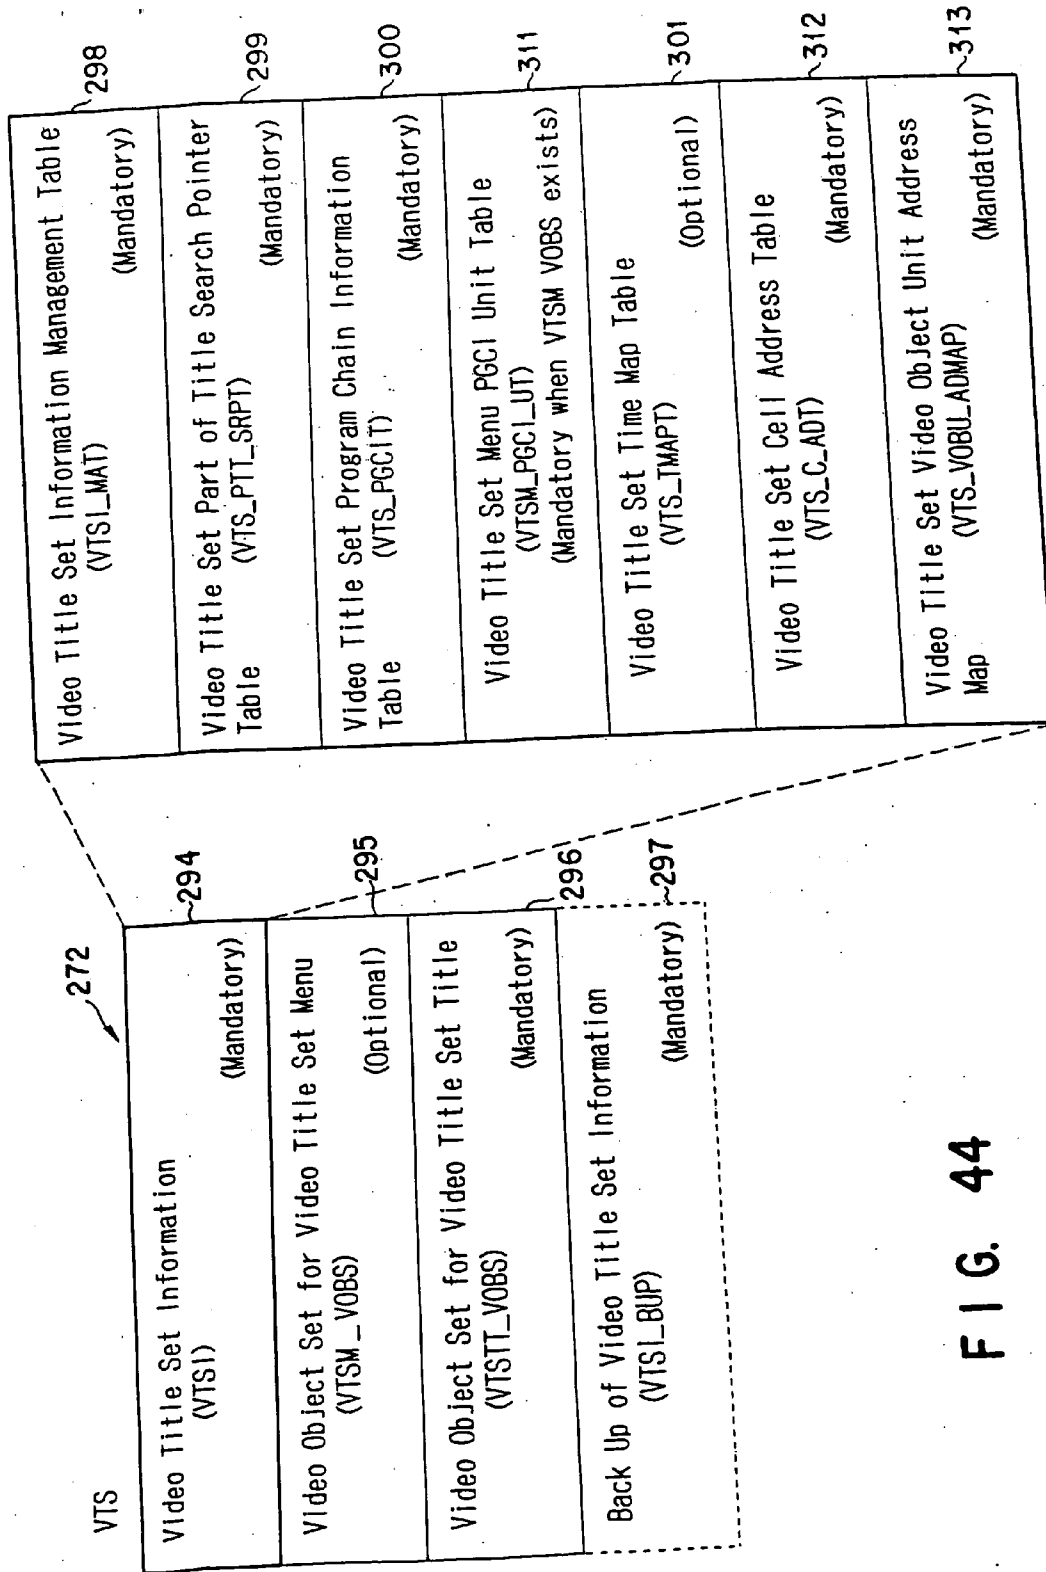 VTS
272
Video Title Set Information
(VTSI)
(Mandatory)
294
Video Object Set for Video Title Set Menu
(VTSM_VOBS)
(Optional)
295
Video Object Set for Video Title Set Title
(VTSTT_VOBS)
(Mandatory)
296
Back Up of Video Title Set Information
(VTSI_BUP)
(Mandatory)
297
Video Title Set Information Management Table
(VTSI_MAT)
(Mandatory)
298
Video Title Set Part of Title Search Pointer
Table
(VTS_PTT_SRPT)
(Mandatory)
299
Video Title Set Program Chain Information
Table
(VTS_PGCIT)
(Mandatory)
300
Video Title Set Menu PGCI Unit Table
(VTSM_PGCI_UT)
(Mandatory when VTSM VOBS exists)
311
Video Title Set Time Map Table
(VTS_TMAPT)
(Optional)
301
Video Title Set Cell Address Table
(VTS_C_ADT)
(Mandatory)
312
Video Title Set Video Object Unit Address
Map
(VTS_VOBU_ADMAP)
(Mandatory)
313
FIG. 44